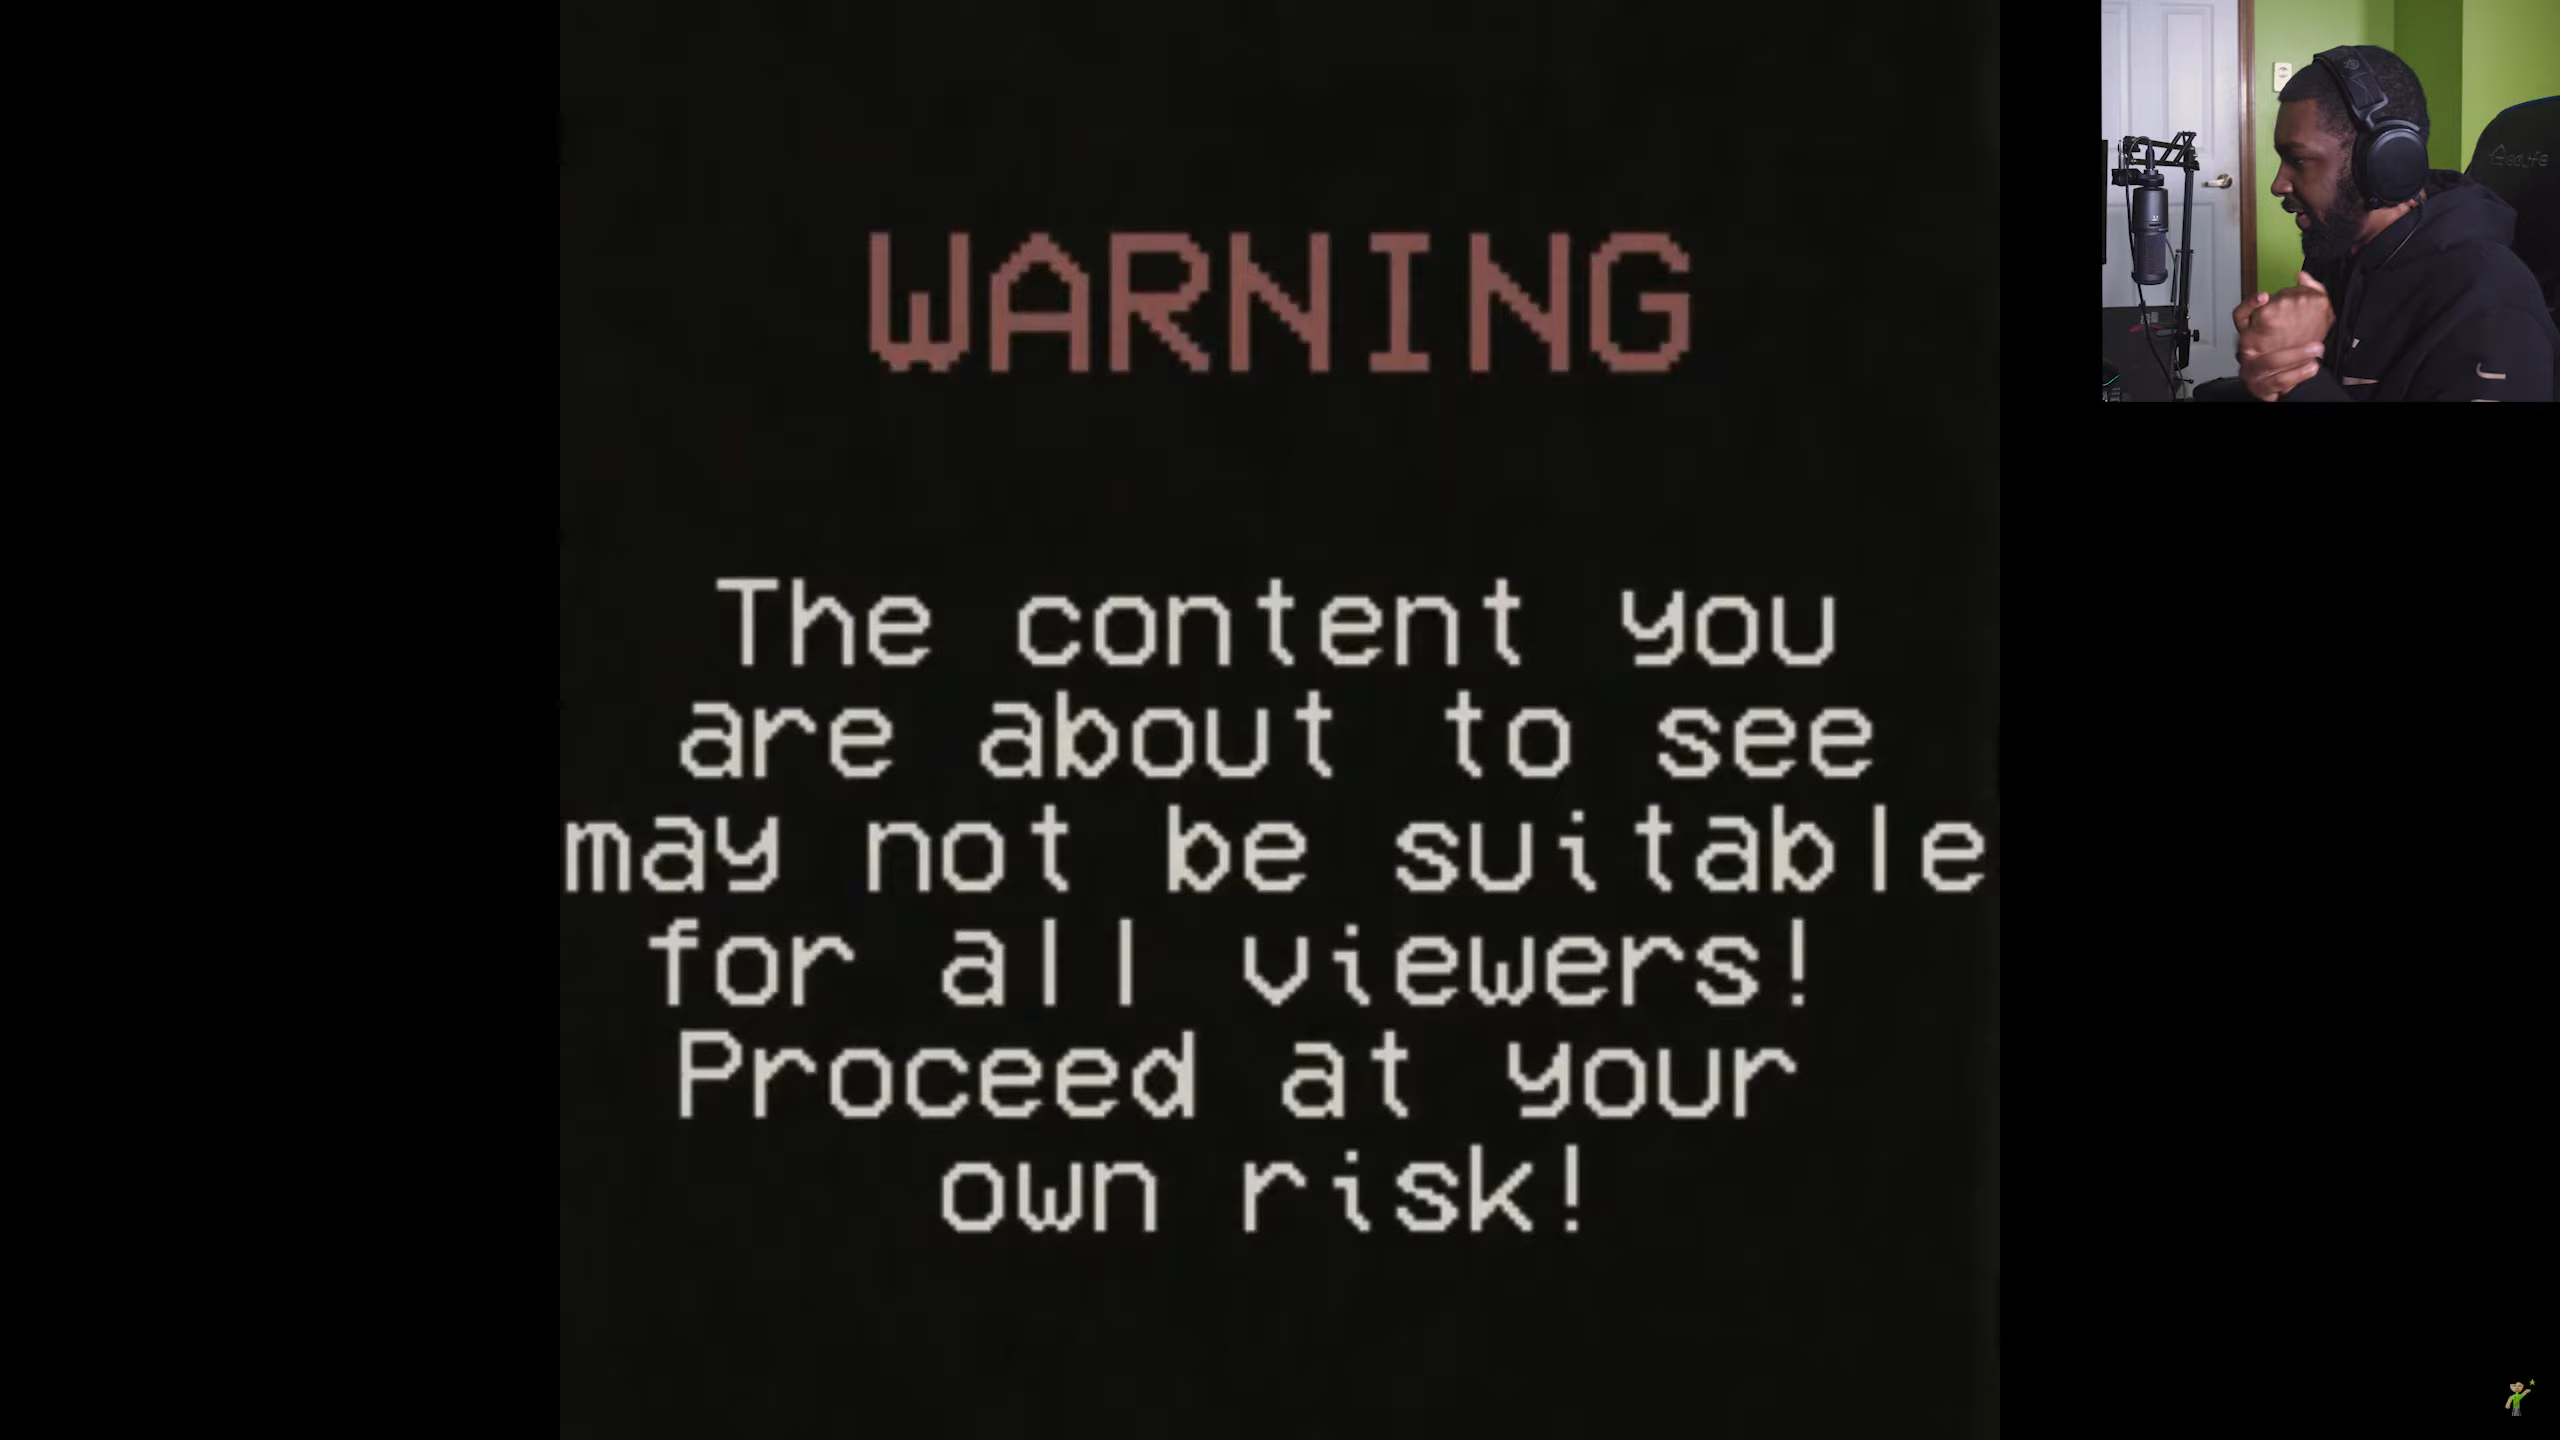 WARNING
The content you
are about to see
may not be suitable
for all viewers!
Proceed at your
own risk!